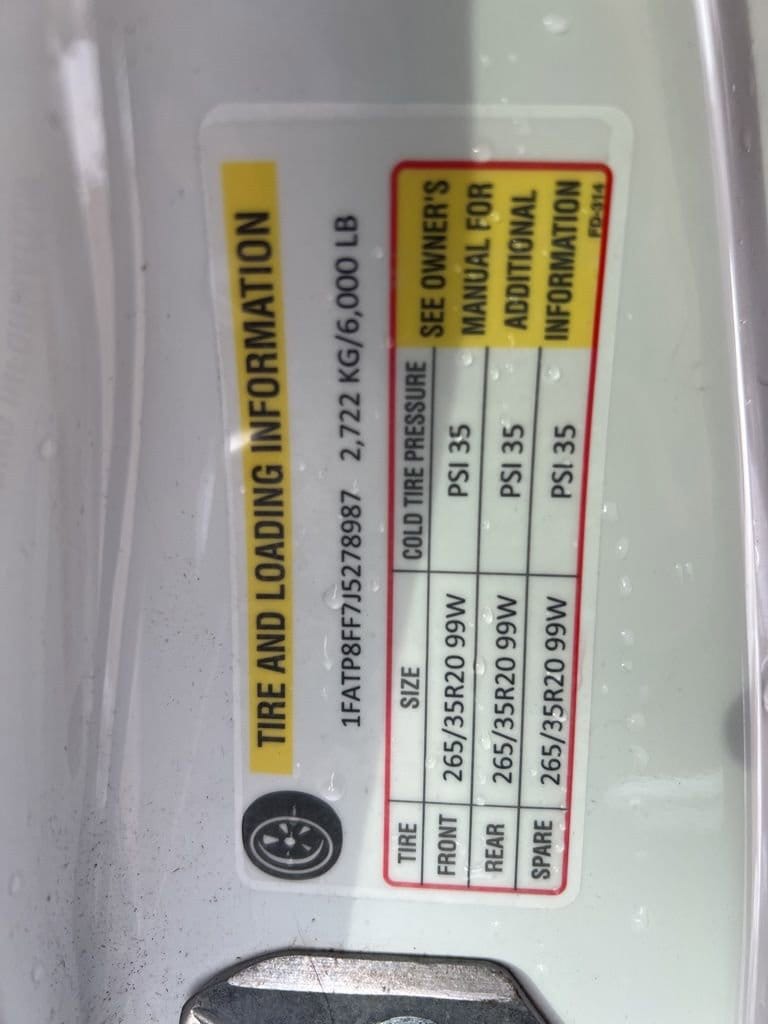 TIRE AND LOADING INFORMATION
1FATP8FF7J5278987 2,722 KG/6,000 LB
TIRE SIZE COLD TIRE PRESSURE
FRONT 265/35R20 99W PSI 35
REAR 265/35R20 99W PSI 35
SPARE 265/35R20 99W PSI 35
SEE OWNER'S
MANUAL FOR
ADDITIONAL
INFORMATION